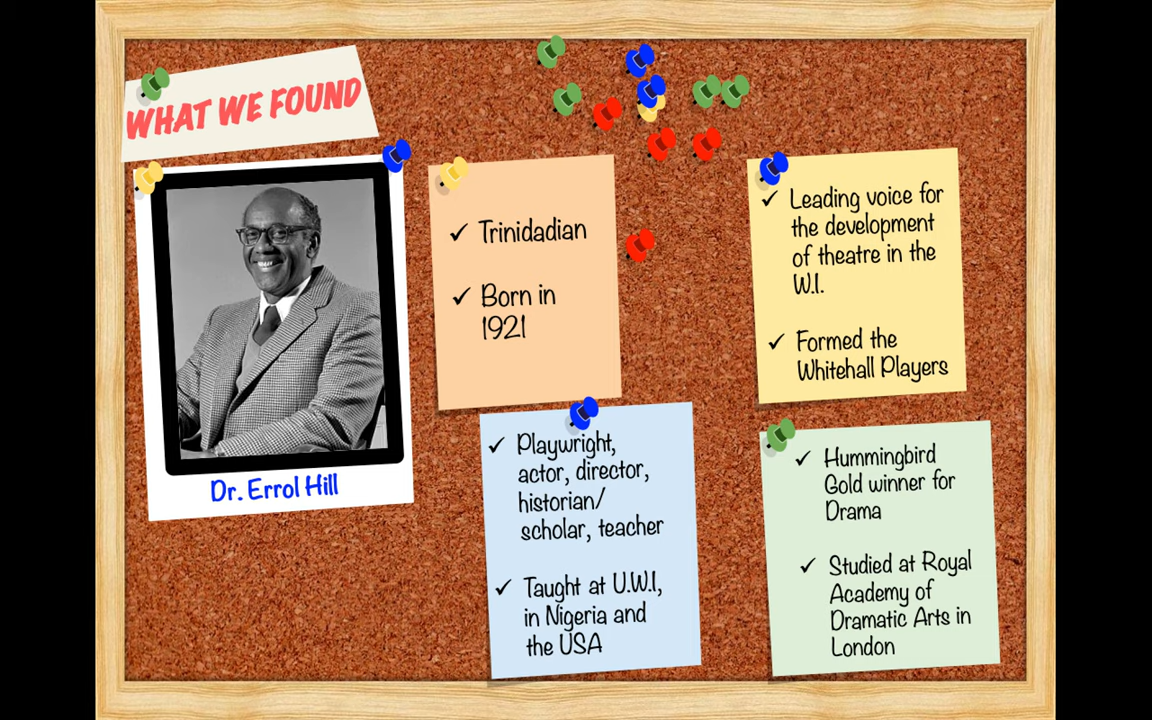 WHAT WE FOUND
Dr. Errol Hill
✓ Trinidadian
✓ Born in
1921
✓ Playwright,
actor, director,
historian/
scholar, teacher
✓ Taught at U.W.I,
in Nigeria and
the USA
✓ Leading voice for
the development
of theatre in the
W.I.
✓ Formed the
Whitehall Players
✓ Hummingbird
Gold winner for
Drama
✓ Studied at Royal
Academy of
Dramatic Arts in
London